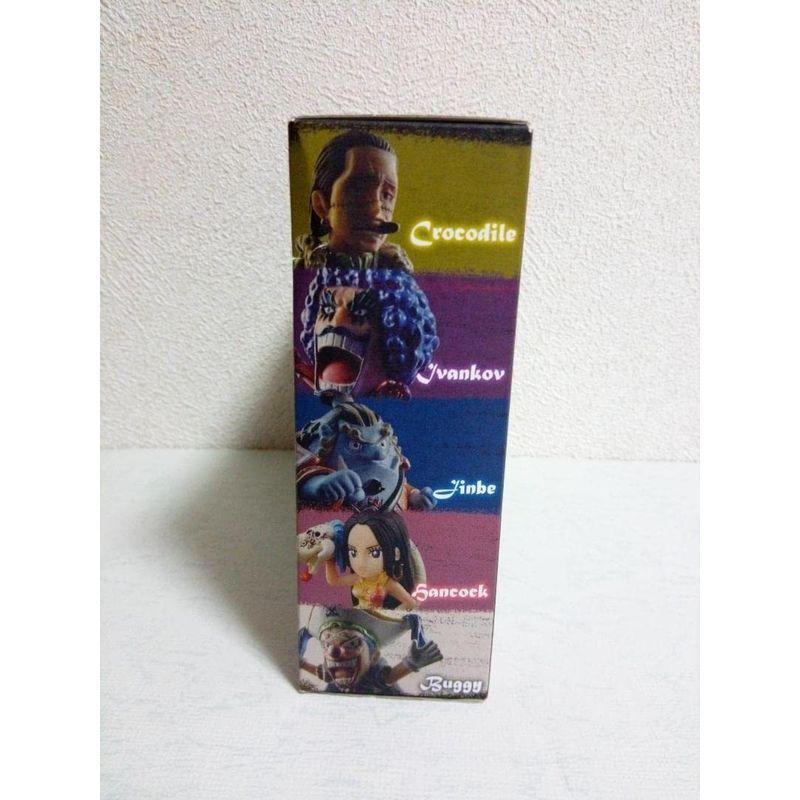 Crocodile
Ivankov
Jinbe
Hancock
Buggy